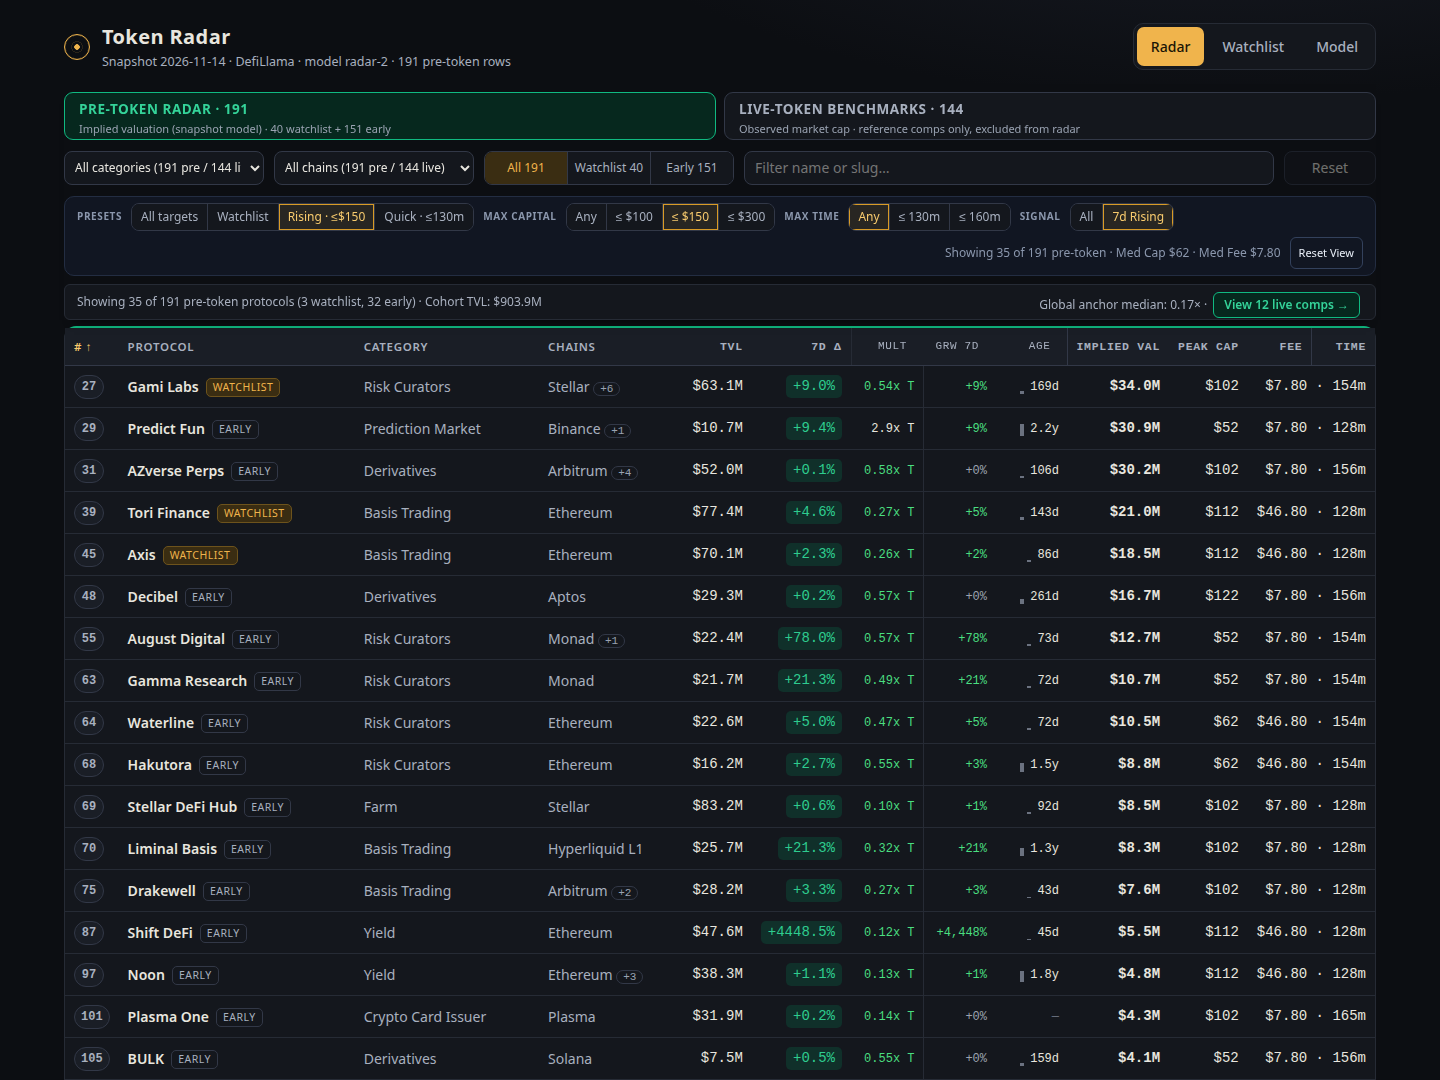 Token Radar
Snapshot 2026-11-14 · DefiLlama · model radar-2 · 191 pre-token rows
Radar Watchlist Model
PRE-TOKEN RADAR · 191
Implied valuation (snapshot model) · 40 watchlist + 151 early
LIVE-TOKEN BENCHMARKS · 144
Observed market cap · reference comps only, excluded from radar
All categories (191 pre / 144 li All chains (191 pre / 144 live) All 191 Watchlist 40 Early 151 Filter name or slug... Reset
PRESETS All targets Watchlist Rising · ≤$150 Quick · ≤130m MAX CAPITAL Any ≤ $100 ≤ $150 ≤ $300 MAX TIME Any ≤ 130m ≤ 160m SIGNAL All 7d Rising
Showing 35 of 191 pre-token · Med Cap $62 · Med Fee $7.80 Reset View
Showing 35 of 191 pre-token protocols (3 watchlist, 32 early) · Cohort TVL: $903.9M
Global anchor median: 0.17× · View 12 live comps →
# ↑ PROTOCOL CATEGORY CHAINS TVL 7D Δ MULT GRW 7D AGE IMPLIED VAL PEAK CAP FEE TIME
27 Gami Labs WATCHLIST Risk Curators Stellar +6 $63.1M +9.0% 0.54x T +9% 169d $34.0M $102 $7.80 · 154m
29 Predict Fun EARLY Prediction Market Binance +1 $10.7M +9.4% 2.9x T +9% 2.2y $30.9M $52 $7.80 · 128m
31 AZverse Perps EARLY Derivatives Arbitrum +4 $52.0M +0.1% 0.58x T +0% 106d $30.2M $102 $7.80 · 156m
39 Tori Finance WATCHLIST Basis Trading Ethereum $77.4M +4.6% 0.27x T +5% 143d $21.0M $112 $46.80 · 128m
45 Axis WATCHLIST Basis Trading Ethereum $70.1M +2.3% 0.26x T +2% 86d $18.5M $112 $46.80 · 128m
48 Decibel EARLY Derivatives Aptos $29.3M +0.2% 0.57x T +0% 261d $16.7M $122 $7.80 · 156m
55 August Digital EARLY Risk Curators Monad +1 $22.4M +78.0% 0.57x T +78% 73d $12.7M $52 $7.80 · 154m
63 Gamma Research EARLY Risk Curators Monad $21.7M +21.3% 0.49x T +21% 72d $10.7M $52 $7.80 · 154m
64 Waterline EARLY Risk Curators Ethereum $22.6M +5.0% 0.47x T +5% 72d $10.5M $62 $46.80 · 154m
68 Hakutora EARLY Risk Curators Ethereum $16.2M +2.7% 0.55x T +3% 1.5y $8.8M $62 $46.80 · 154m
69 Stellar DeFi Hub EARLY Farm Stellar $83.2M +0.6% 0.10x T +1% 92d $8.5M $102 $7.80 · 128m
70 Liminal Basis EARLY Basis Trading Hyperliquid L1 $25.7M +21.3% 0.32x T +21% 1.3y $8.3M $102 $7.80 · 128m
75 Drakewell EARLY Basis Trading Arbitrum +2 $28.2M +3.3% 0.27x T +3% 43d $7.6M $102 $7.80 · 128m
87 Shift DeFi EARLY Yield Ethereum $47.6M +4448.5% 0.12x T +4,448% 45d $5.5M $112 $46.80 · 128m
97 Noon EARLY Yield Ethereum +3 $38.3M +1.1% 0.13x T +1% 1.8y $4.8M $112 $46.80 · 128m
101 Plasma One EARLY Crypto Card Issuer Plasma $31.9M +0.2% 0.14x T +0% — $4.3M $102 $7.80 · 165m
105 BULK EARLY Derivatives Solana $7.5M +0.5% 0.55x T +0% 159d $4.1M $52 $7.80 · 156m